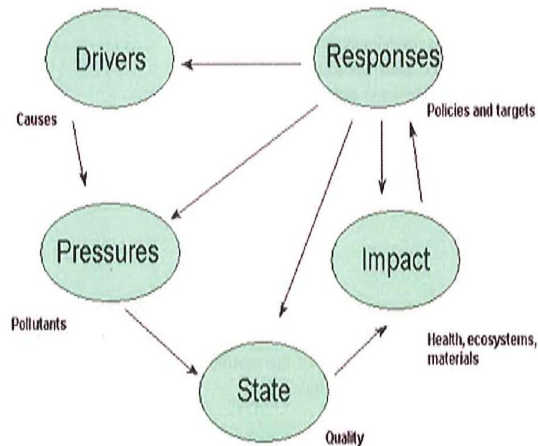 Drivers
Responses
Causes
Policies and targets
Pressures
Impact
Pollutants
Health, ecosystems,
materials
State
Quality